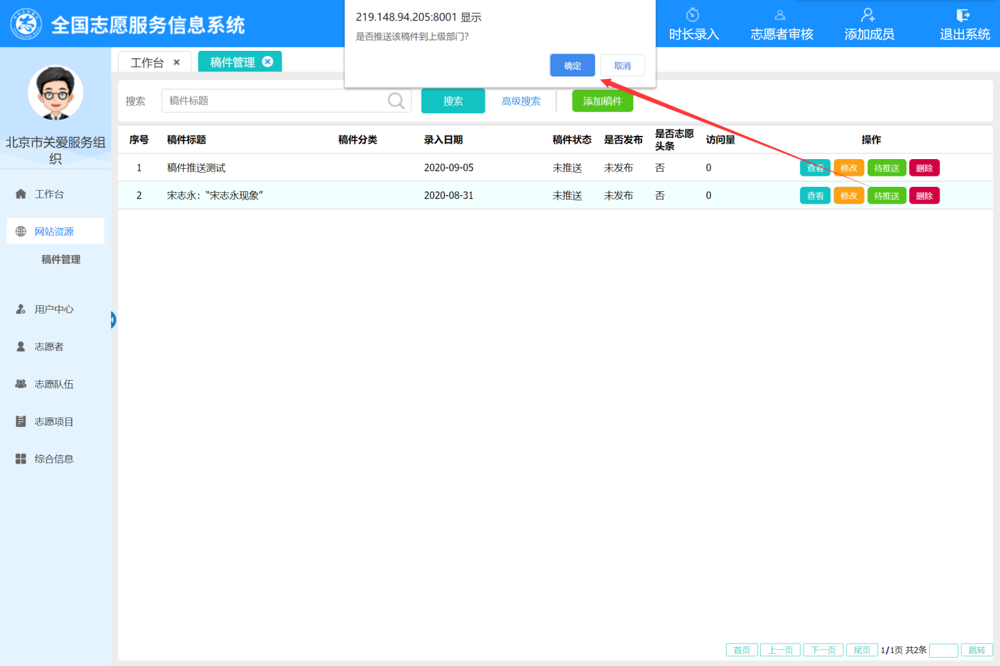 全国志愿服务信息系统
219.148.94.205:8001 显示
是否推送该稿件到上级部门?
确定
取消
时长录入
志愿者审核
添加成员
退出系统
北京市关爱服务组
织
工作台
网站资源
稿件管理
用户中心
志愿者
志愿队伍
志愿项目
综合信息
工作台 ×
稿件管理
搜索 稿件标题 搜索 高级搜索 添加稿件
序号 稿件标题 稿件分类 录入日期 稿件状态 是否发布 是否志愿
头条 访问量 操作
1 稿件推送测试 2020-09-05 未推送 未发布 否 0 查看 修改 待推送 删除
2 宋志永：“宋志永现象” 2020-08-31 未推送 未发布 否 0 查看 修改 待推送 删除
首页 上一页 下一页 尾页 1/1页 共2条 跳转